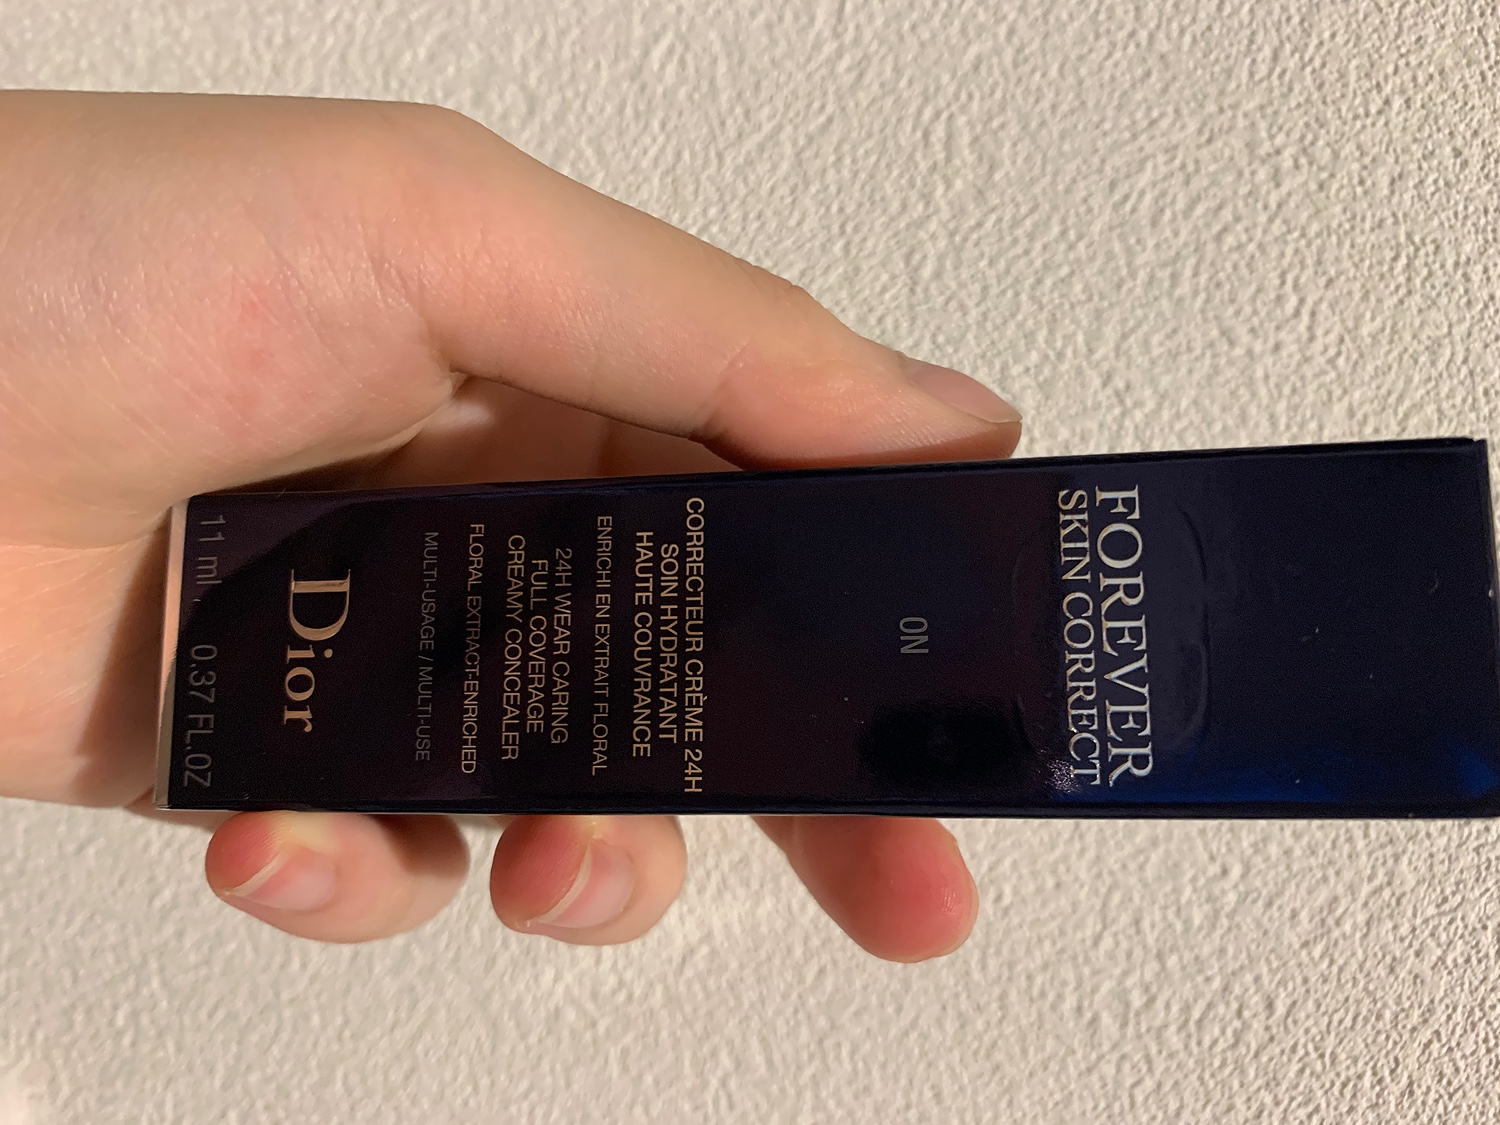 FOREVER
SKIN CORRECT
0N
CORRECTEUR CRÈME 24H
SOIN HYDRATANT
HAUTE COUVRANCE
ENRICHI EN EXTRAIT FLORAL
24H WEAR CARING
FULL COVERAGE
CREAMY CONCEALER
FLORAL EXTRACT-ENRICHED
MULTI-USAGE / MULTI-USE
Dior
11 ml 0.37 FL.OZ